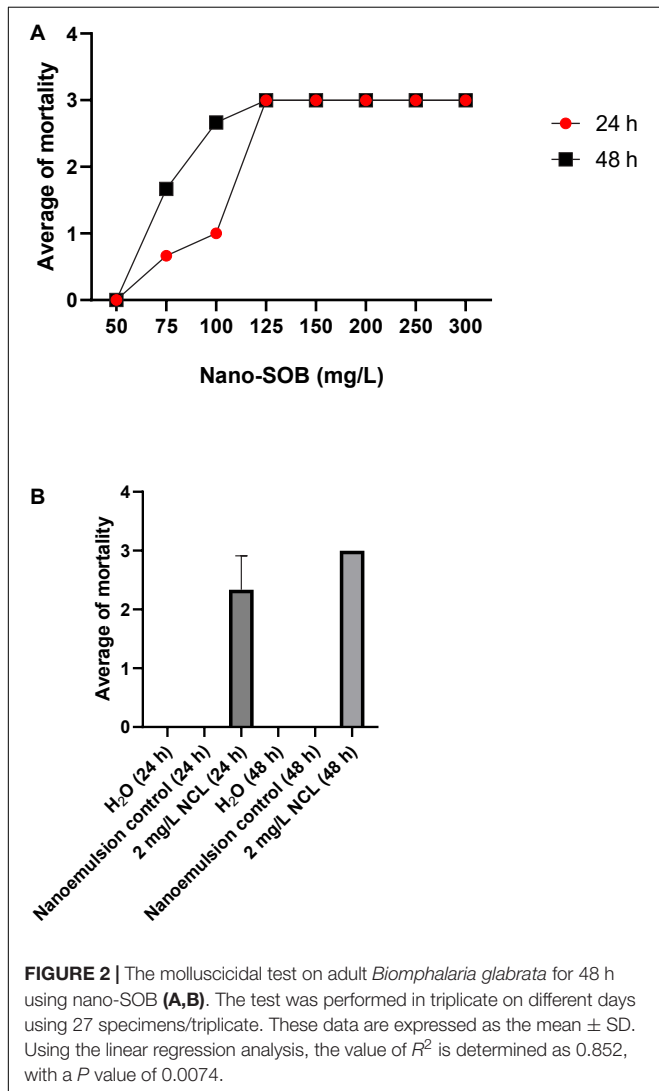 A
4
3
2
1
0
Average of mortality
50 75 100 125 150 200 250 300
Nano-SOB (mg/L)
24 h
48 h
B
4
3
2
1
0
Average of mortality
H₂O (24 h)
Nanoemulsion control (24 h)
2 mg/L NCL (24 h)
H₂O (48 h)
Nanoemulsion control (48 h)
2 mg/L NCL (48 h)
FIGURE 2 | The molluscicidal test on adult Biomphalaria glabrata for 48 h
using nano-SOB (A,B). The test was performed in triplicate on different days
using 27 specimens/triplicate. These data are expressed as the mean ± SD.
Using the linear regression analysis, the value of R² is determined as 0.852,
with a P value of 0.0074.